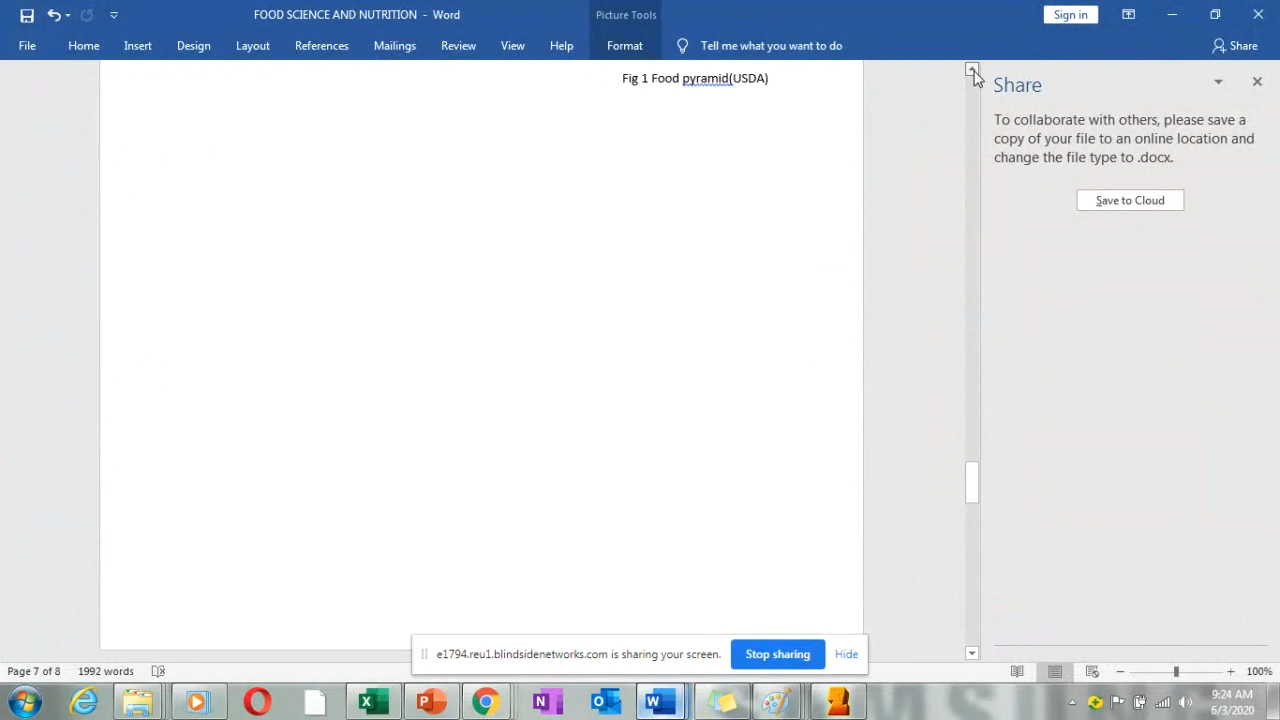 FOOD SCIENCE AND NUTRITION - Word
Picture Tools
Sign in
File Home Insert Design Layout References Mailings Review View Help Format Tell me what you want to do Share
Fig 1 Food pyramid(USDA)
Share
To collaborate with others, please save a
copy of your file to an online location and
change the file type to .docx.
Save to Cloud
e1794.reu1.blindsidenetworks.com is sharing your screen. Stop sharing Hide
Page 7 of 8 1992 words 100%
9:24 AM
6/3/2020